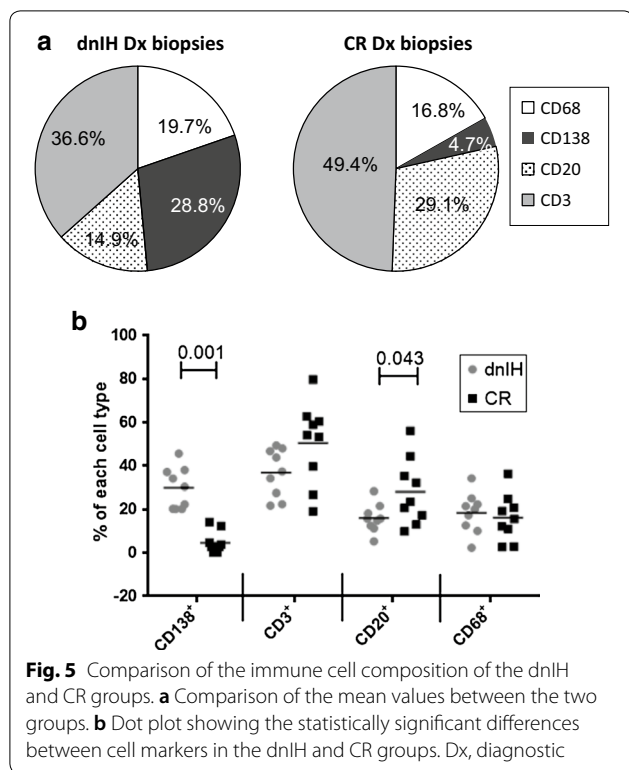 a
dnIH Dx biopsies
CR Dx biopsies
19.7%
28.8%
14.9%
36.6%
16.8%
4.7%
29.1%
49.4%
CD68
CD138
CD20
CD3
b
% of each cell type
100
80
60
40
20
0
-20
0.001
0.043
dnIH
CR
CD138+
CD3+
CD20+
CD68+
Fig. 5 Comparison of the immune cell composition of the dnIH
and CR groups. a Comparison of the mean values between the two
groups. b Dot plot showing the statistically significant differences
between cell markers in the dnIH and CR groups. Dx, diagnostic